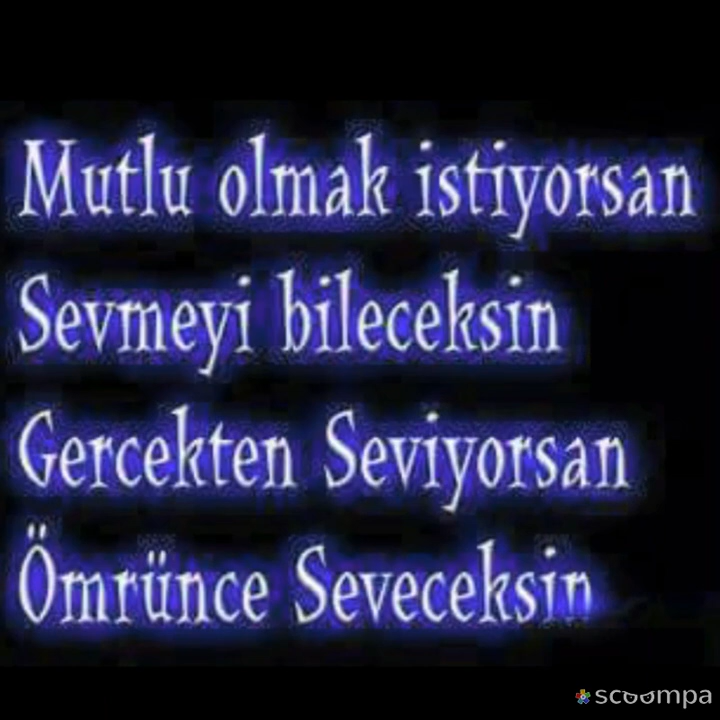 Mutlu olmak istiyorsan
Sevmeyi bileceksin
Gercekten Seviyorsan
Ömrünce Seveceksin
scoompa